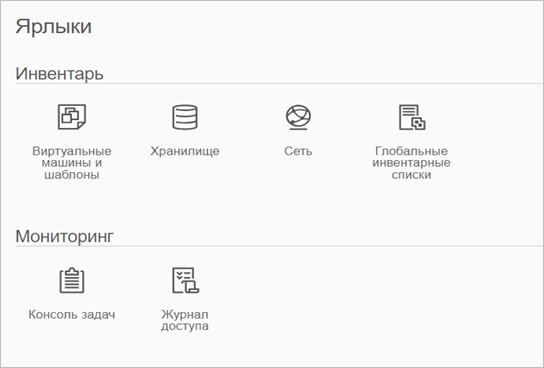 Ярлыки
Инвентарь
Виртуальные
машины и
шаблоны
Хранилище
Сеть
Глобальные
инвентарные
списки
Мониторинг
Консоль задач
Журнал
доступа